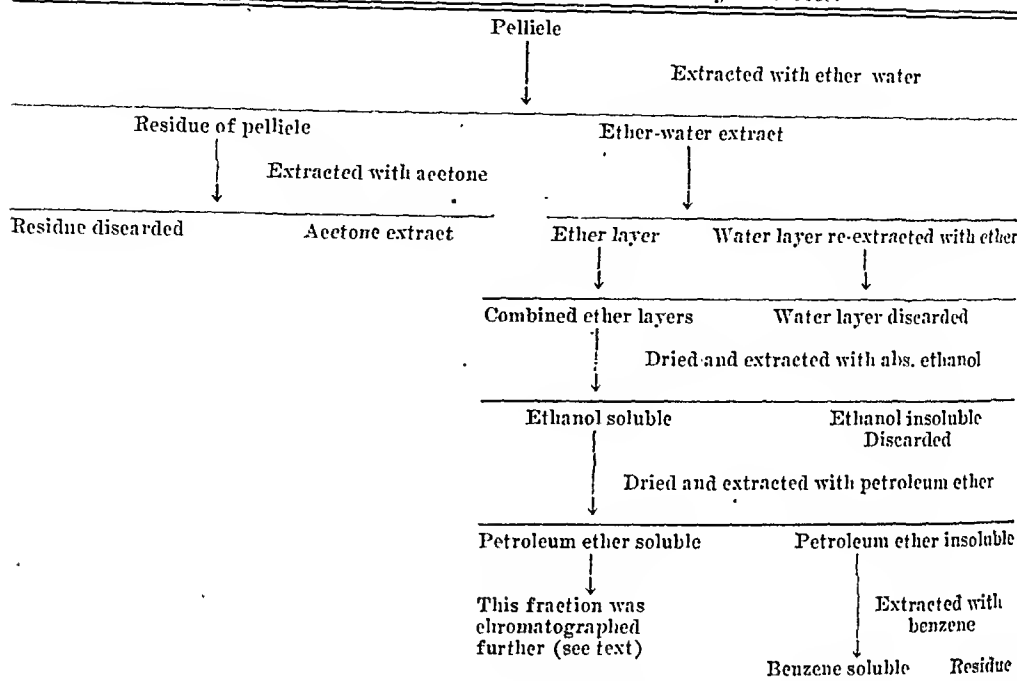 Pellicle
Extracted with ether water
Residue of pellicle Ether-water extract
Extracted with acetone
Residue discarded Acetone extract Ether layer Water layer re-extracted with ether
Combined ether layers Water layer discarded
Dried and extracted with abs. ethanol
Ethanol soluble Ethanol insoluble
Discarded
Dried and extracted with petroleum ether
Petroleum ether soluble Petroleum ether insoluble
This fraction was
chromatographed
further (see text)
Extracted with
benzene
Benzene soluble Residue